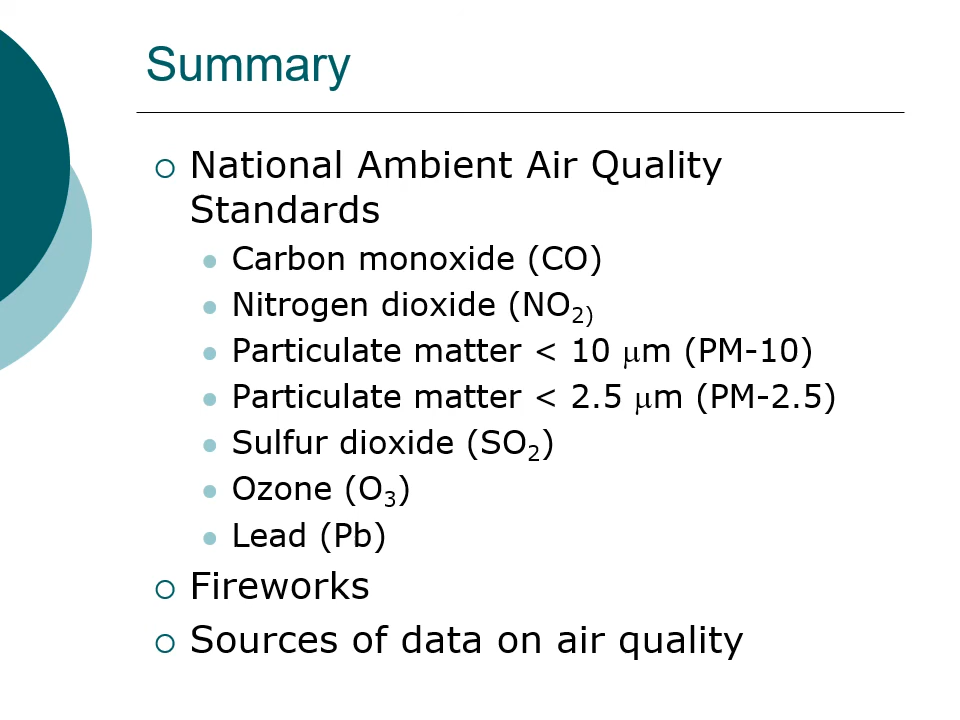 Summary
National Ambient Air Quality
Standards
Carbon monoxide (CO)
Nitrogen dioxide (NO₂₎
Particulate matter < 10 μm (PM-10)
Particulate matter < 2.5 μm (PM-2.5)
Sulfur dioxide (SO₂)
Ozone (O₃)
Lead (Pb)
Fireworks
Sources of data on air quality